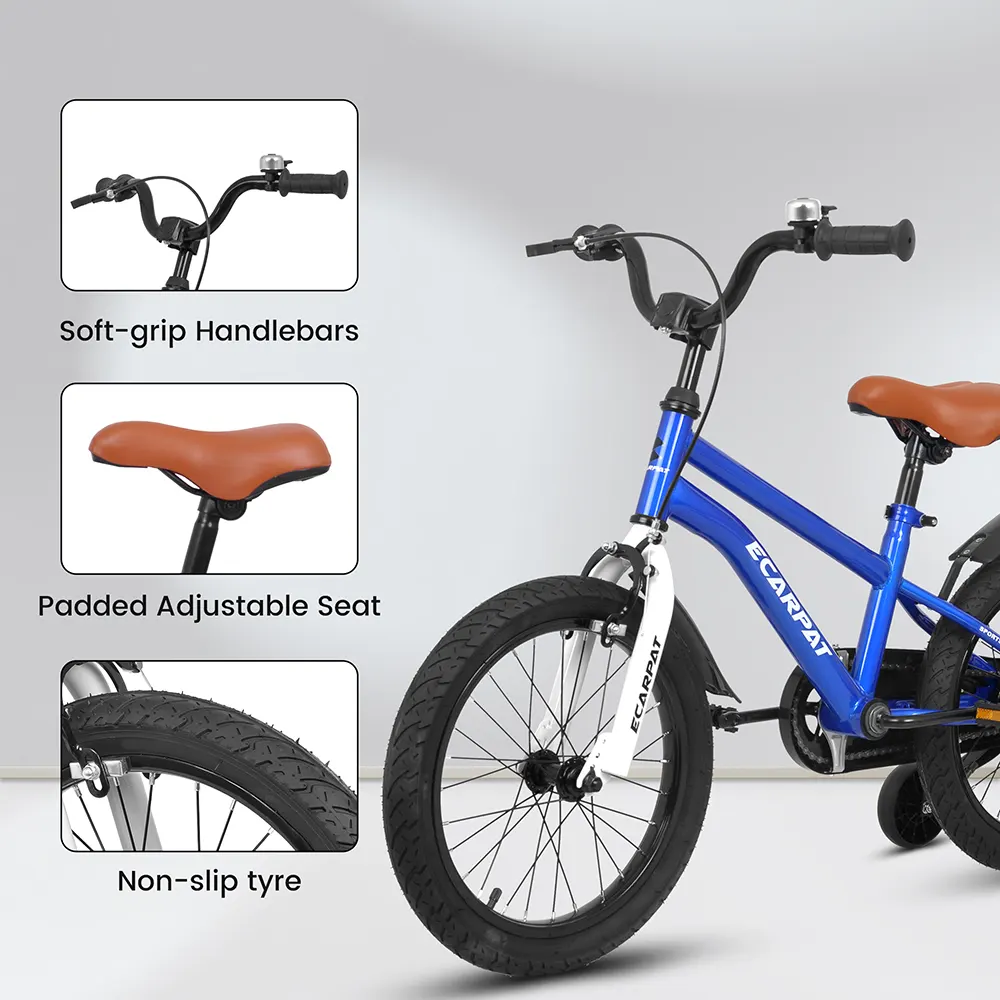 Soft-grip Handlebars
Padded Adjustable Seat
Non-slip tyre
ECARPAT
ECARPAT